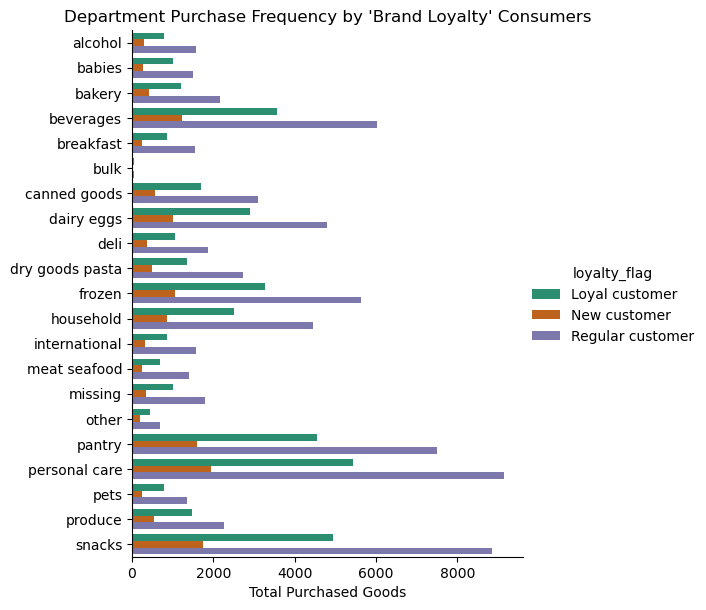 Department Purchase Frequency by 'Brand Loyalty' Consumers
alcohol
babies
bakery
beverages
breakfast
bulk
canned goods
dairy eggs
deli
dry goods pasta
frozen
household
international
meat seafood
missing
other
pantry
personal care
pets
produce
snacks
0 2000 4000 6000 8000
Total Purchased Goods
loyalty_flag
Loyal customer
New customer
Regular customer